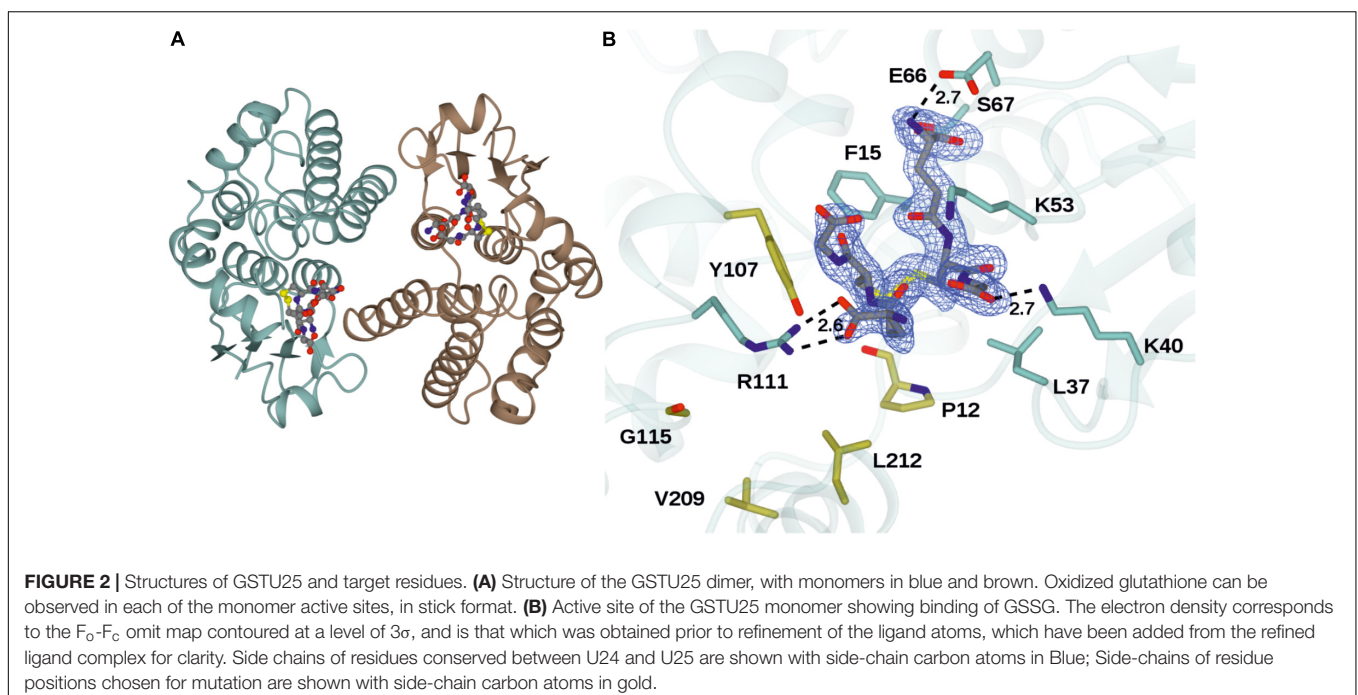 A
B
E66
2.7
S67
F15
K53
Y107
2.6
2.7
R111
K40
L37
P12
G115
L212
V209
FIGURE 2 | Structures of GSTU25 and target residues. (A) Structure of the GSTU25 dimer, with monomers in blue and brown. Oxidized glutathione can be
observed in each of the monomer active sites, in stick format. (B) Active site of the GSTU25 monomer showing binding of GSSG. The electron density corresponds
to the Fo-Fc omit map contoured at a level of 3σ, and is that which was obtained prior to refinement of the ligand atoms, which have been added from the refined
ligand complex for clarity. Side chains of residues conserved between U24 and U25 are shown with side-chain carbon atoms in Blue; Side-chains of residue
positions chosen for mutation are shown with side-chain carbon atoms in gold.